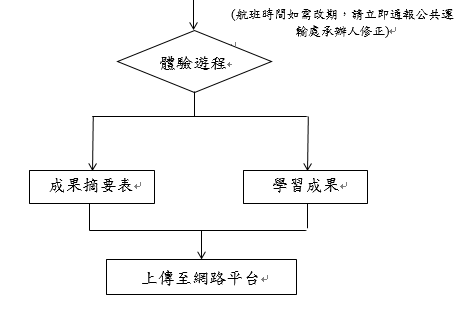 (航班時間如需改期，請立即通報公共運
輸處承辦人修正)
體驗遊程
成果摘要表
學習成果
上傳至網路平台